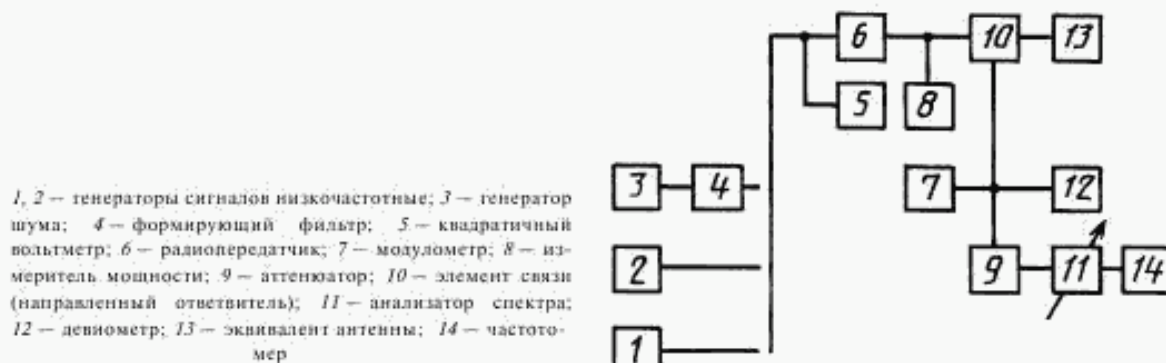 6
10
13
5
8
1, 2 — генераторы сигналов низкочастотные; 3 — генератор
шума; 4 — формирующий фильтр; 5 — квадратичный
вольтметр; 6 — радиопередатчик; 7 — модулометр; 8 — из-
меритель мощности; 9 — аттенюатор; 10 — элемент связи
(направленный ответвитель); 11 — анализатор спектра;
12 — девиометр; 13 — эквивалент антенны; 14 — частото-
мер
3
4
7
12
2
9
11
14
1